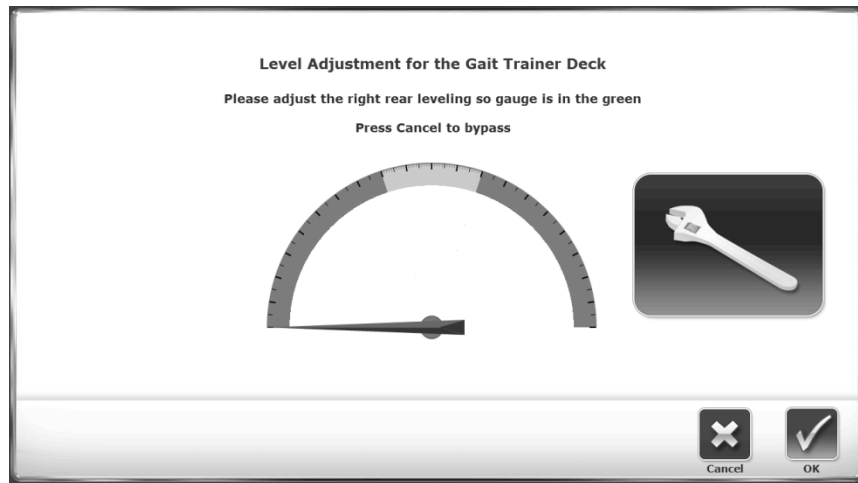 Level Adjustment for the Gait Trainer Deck
Please adjust the right rear leveling so gauge is in the green
Press Cancel to bypass
Cancel
OK